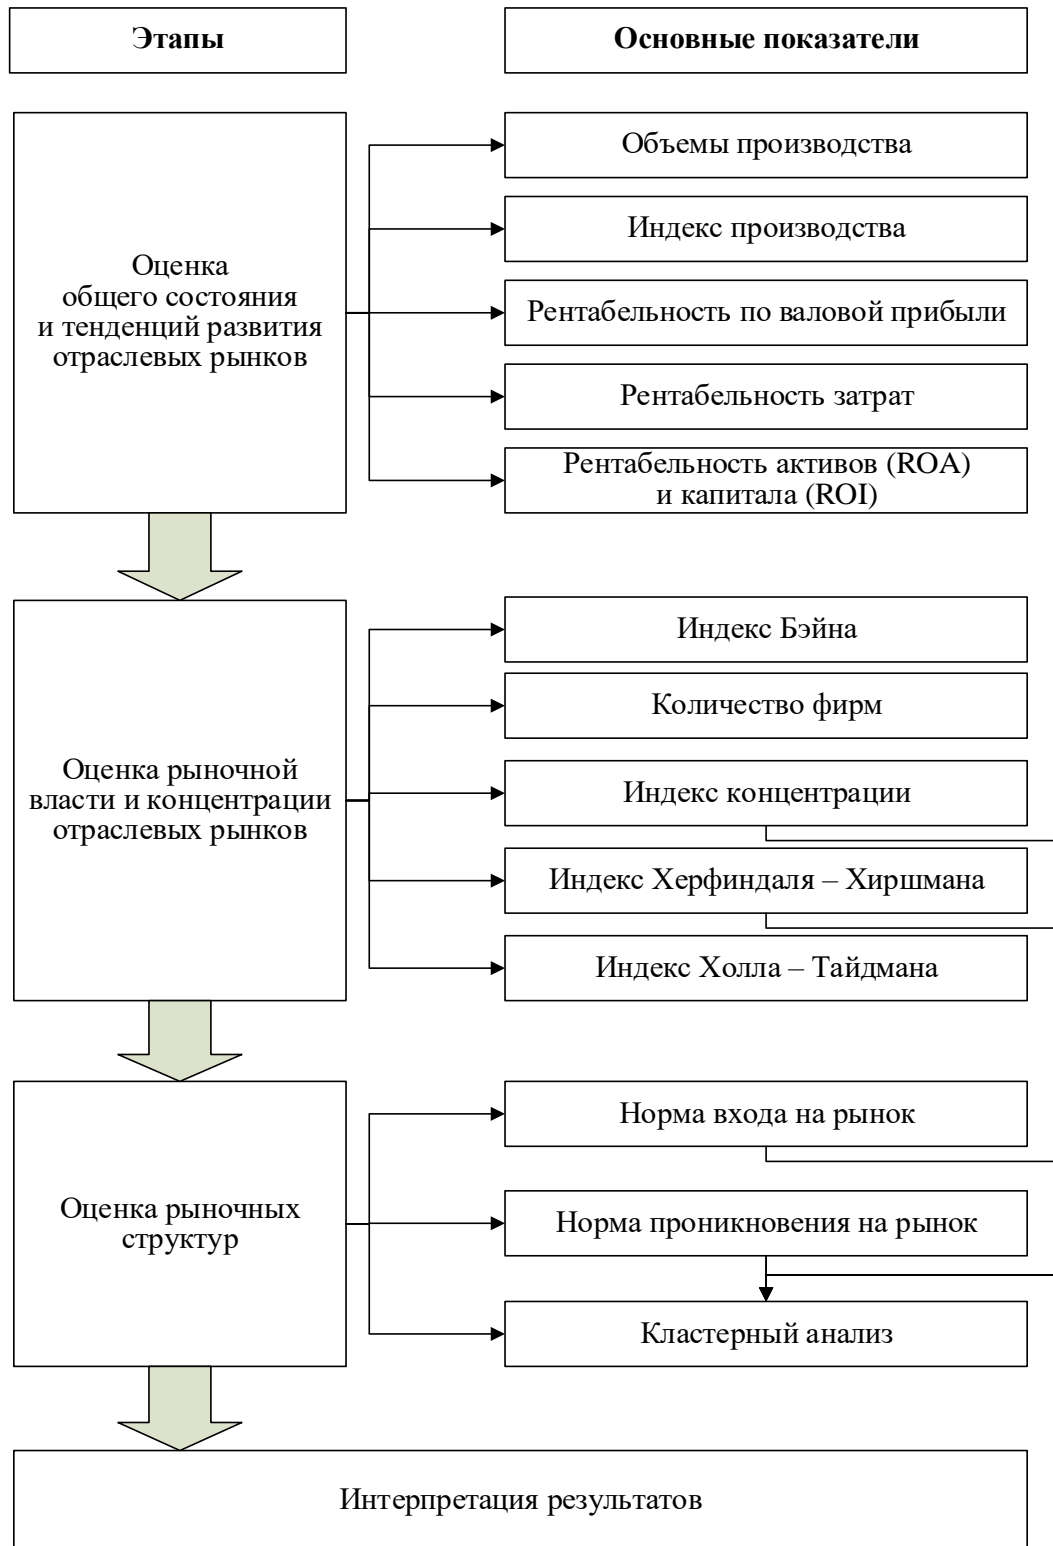 Этапы
Основные показатели
Оценка
общего состояния
и тенденций развития
отраслевых рынков
Объемы производства
Индекс производства
Рентабельность по валовой прибыли
Рентабельность затрат
Рентабельность активов (ROA)
и капитала (ROI)
Оценка рыночной
власти и концентрации
отраслевых рынков
Индекс Бэйна
Количество фирм
Индекс концентрации
Индекс Херфиндаля – Хиршмана
Индекс Холла – Тайдмана
Оценка рыночных
структур
Норма входа на рынок
Норма проникновения на рынок
Кластерный анализ
Интерпретация результатов